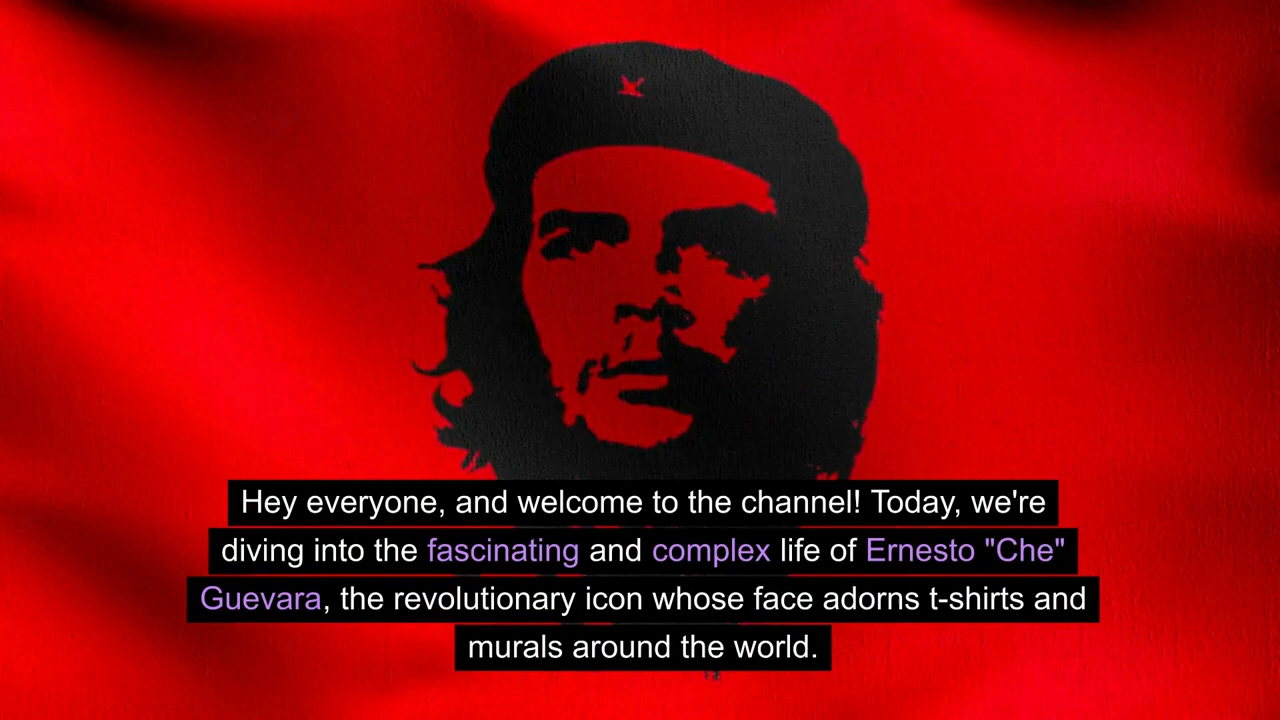 Hey everyone, and welcome to the channel! Today, we're
diving into the fascinating and complex life of Ernesto "Che"
Guevara, the revolutionary icon whose face adorns t-shirts and
murals around the world.